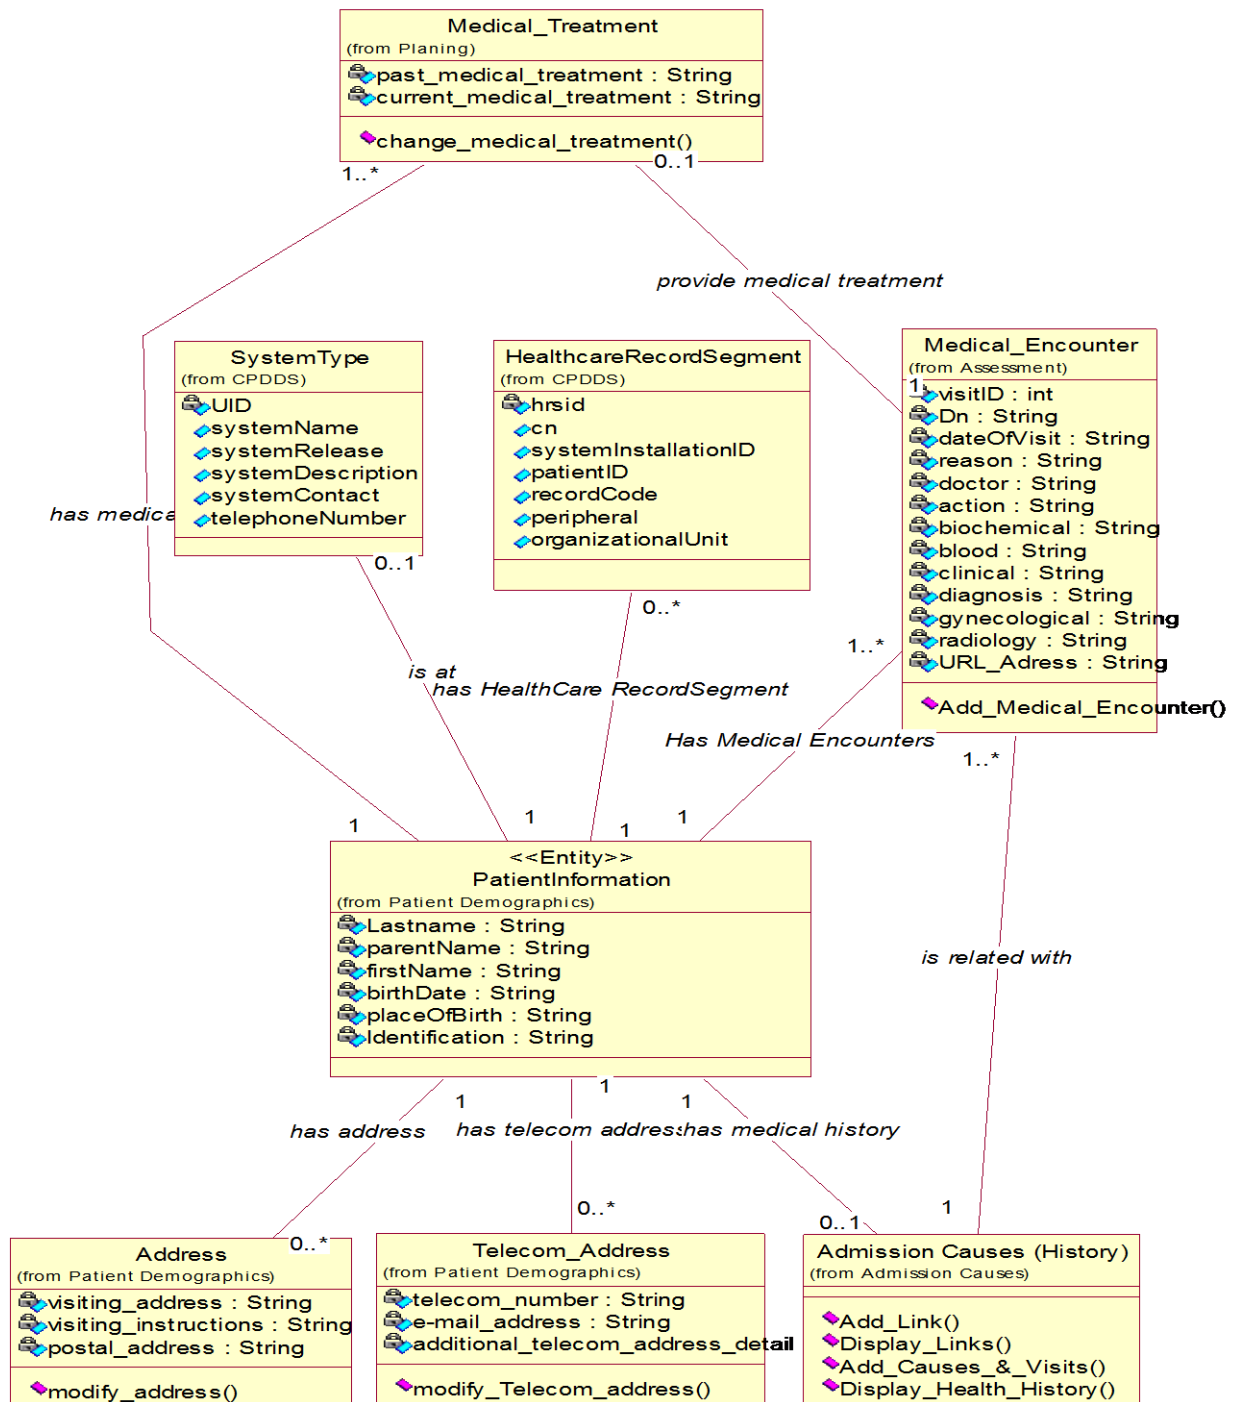 Medical_Treatment
(from Planing)
past_medical_treatment : String
current_medical_treatment : String
change_medical_treatment()
1..*
0..1
provide medical treatment
SystemType
(from CPDDS)
UID
systemName
systemRelease
systemDescription
systemContact
telephoneNumber
0..1
HealthcareRecordSegment
(from CPDDS)
hrsid
cn
systemInstallationID
patientID
recordCode
peripheral
organizationalUnit
0..*
Medical_Encounter
(from Assessment)
1
visitID : int
Dn : String
dateOfVisit : String
reason : String
doctor : String
action : String
biochemical : String
blood : String
clinical : String
diagnosis : String
gynecological : String
radiology : String
URL_Adress : String
Add_Medical_Encounter()
1..*
1..*
has medica
is at
has HealthCare RecordSegment
Has Medical Encounters
is related with
1
1
1
1
<<Entity>>
PatientInformation
(from Patient Demographics)
Lastname : String
parentName : String
firstName : String
birthDate : String
placeOfBirth : String
Identification : String
1
1
1
has address
has telecom address
has medical history
0..*
0..*
0..1
1
Address
(from Patient Demographics)
visiting_address : String
visiting_instructions : String
postal_address : String
modify_address()
Telecom_Address
(from Patient Demographics)
telecom_number : String
e-mail_address : String
additional_telecom_address_detail
modify_Telecom_address()
Admission Causes (History)
(from Admission Causes)
Add_Link()
Display_Links()
Add_Causes_&_Visits()
Display_Health_History()